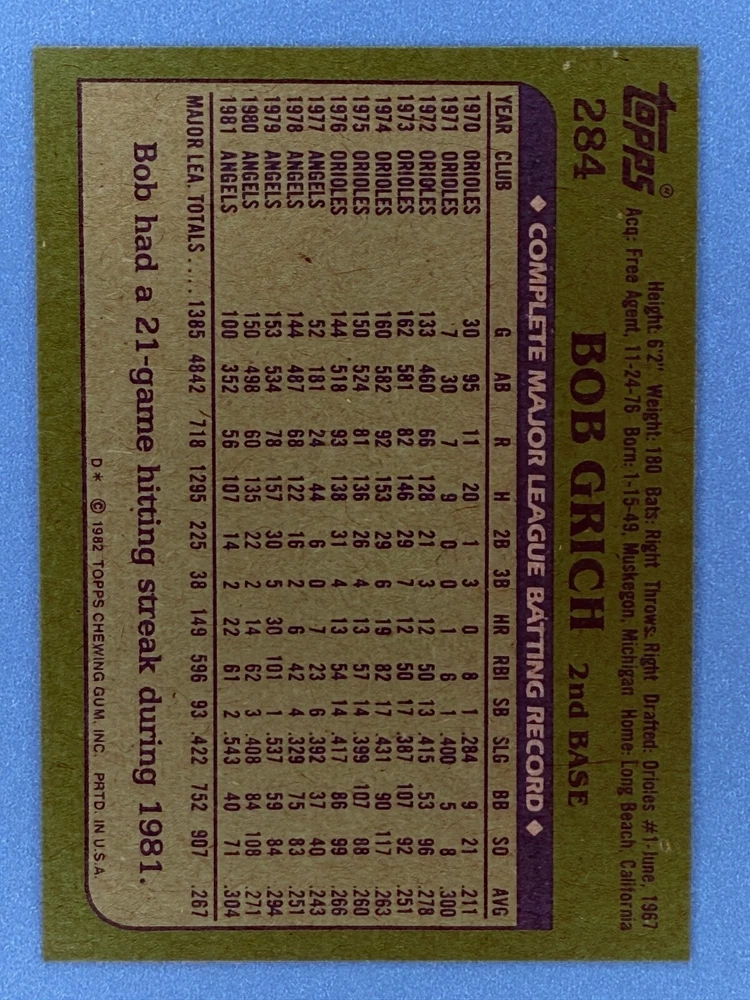 topps®
284 BOB GRICH 2nd BASE
Height: 6'2" Weight: 180 Bats: Right Throws: Right Drafted: Orioles #1-June, 1967
Acq: Free Agent, 11-24-76 Born: 1-15-49, Muskegon, Michigan Home: Long Beach, California
◆ COMPLETE MAJOR LEAGUE BATTING RECORD ◆
YEAR CLUB G AB R H 2B 3B HR RBI SB SLG BB SO AVG
1970 ORIOLES 30 95 11 20 1 3 0 8 1 .284 9 21 .211
1971 ORIOLES 7 30 7 9 0 0 1 6 1 .400 5 8 .300
1972 ORIOLES 133 460 66 128 21 3 12 50 13 .415 53 96 .278
1973 ORIOLES 162 581 82 146 29 7 12 50 17 .387 107 92 .251
1974 ORIOLES 160 582 92 153 29 6 19 82 17 .431 90 117 .263
1975 ORIOLES 150 524 81 136 26 4 13 57 14 .399 107 88 .260
1976 ORIOLES 144 518 93 138 31 4 13 54 14 .417 86 99 .266
1977 ANGELS 52 181 24 44 6 0 7 23 6 .392 37 40 .243
1978 ANGELS 144 487 68 122 16 2 6 42 4 .329 75 83 .251
1979 ANGELS 153 534 78 157 30 5 30 101 1 .537 59 84 .294
1980 ANGELS 150 498 60 135 22 2 14 62 3 .408 84 108 .271
1981 ANGELS 100 352 56 107 14 2 22 61 2 .543 40 71 .304
MAJOR LEA. TOTALS .... 1385 4842 718 1295 225 38 149 596 93 .422 752 907 .267
Bob had a 21-game hitting streak during 1981.
D* © 1982 TOPPS CHEWING GUM, INC. PRTD. IN U.S.A.